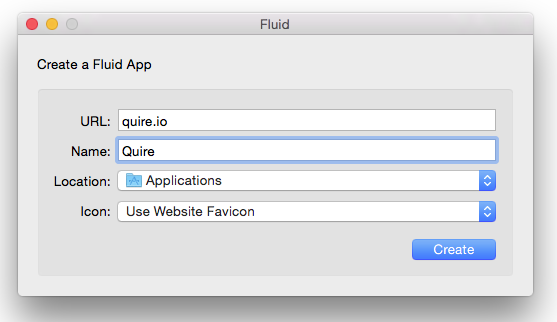 Fluid
Create a Fluid App
URL: quire.io
Name: Quire
Location: Applications
Icon: Use Website Favicon
Create